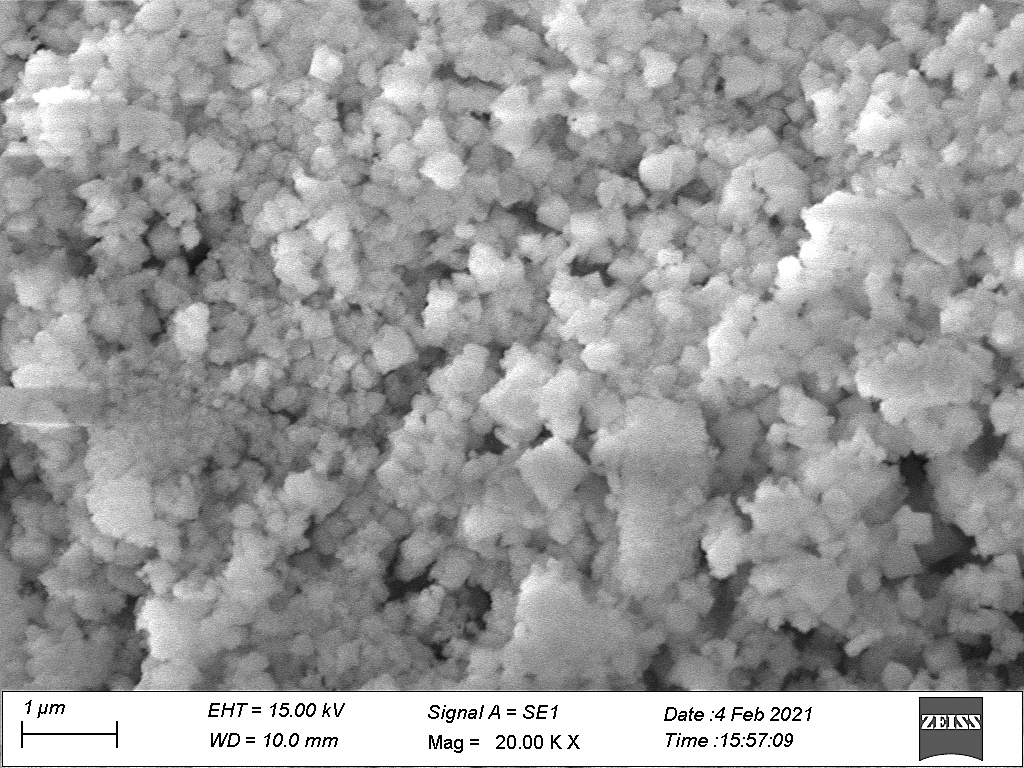 1 µm
EHT = 15.00 kV
WD = 10.0 mm
Signal A = SE1
Mag = 20.00 K X
Date :4 Feb 2021
Time :15:57:09
ZEISS